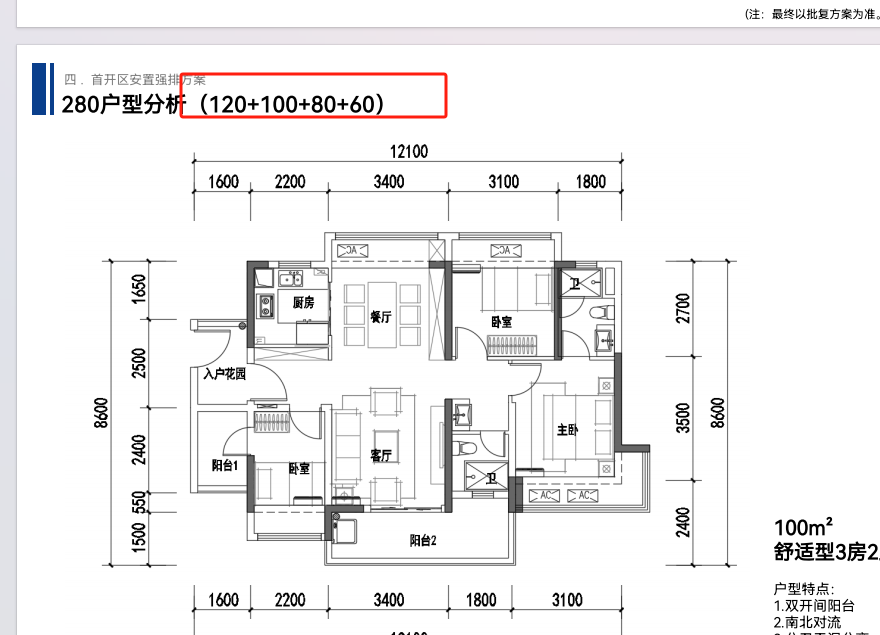 (注：最终以批复方案为准。
四．首开区安置强排方案
280户型分析（120+100+80+60）
12100
1600 2200 3400 3100 1800
AC AC
1650 2500 2400 550 1500
8600
2700 3500 2400
8600
厨房
餐厅
卧室
卫
入户花园
主卧
客厅
阳台1
卧室
卫
AC AC
阳台2
1600 2200 3400 1800 3100
100m²
舒适型3房2
户型特点：
1.双开间阳台
2.南北对流